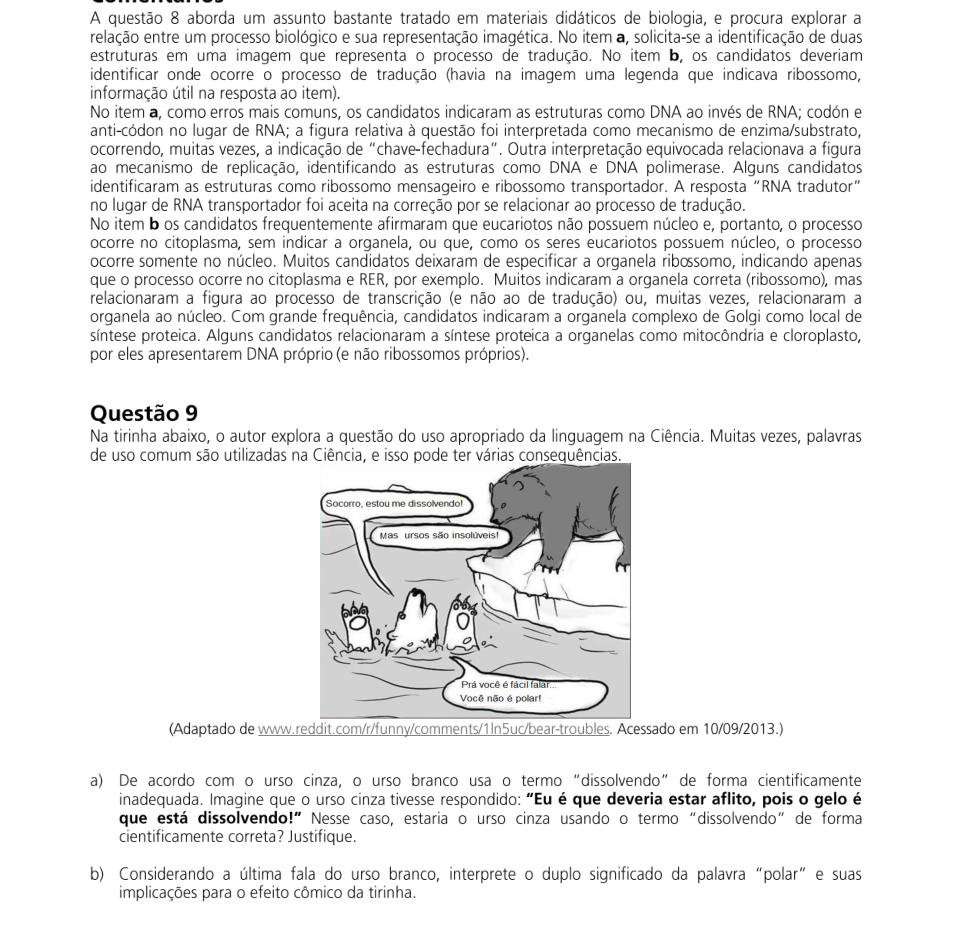 Comentários
A questão 8 aborda um assunto bastante tratado em materiais didáticos de biologia, e procura explorar a
relação entre um processo biológico e sua representação imagética. No item a, solicita-se a identificação de duas
estruturas em uma imagem que representa o processo de tradução. No item b, os candidatos deveriam
identificar onde ocorre o processo de tradução (havia na imagem uma legenda que indicava ribossomo,
informação útil na resposta ao item).
No item a, como erros mais comuns, os candidatos indicaram as estruturas como DNA ao invés de RNA; codón e
anti-códon no lugar de RNA; a figura relativa à questão foi interpretada como mecanismo de enzima/substrato,
ocorrendo, muitas vezes, a indicação de “chave-fechadura”. Outra interpretação equivocada relacionava a figura
ao mecanismo de replicação, identificando as estruturas como DNA e DNA polimerase. Alguns candidatos
identificaram as estruturas como ribossomo mensageiro e ribossomo transportador. A resposta “RNA tradutor”
no lugar de RNA transportador foi aceita na correção por se relacionar ao processo de tradução.
No item b os candidatos frequentemente afirmaram que eucariotos não possuem núcleo e, portanto, o processo
ocorre no citoplasma, sem indicar a organela, ou que, como os seres eucariotos possuem núcleo, o processo
ocorre somente no núcleo. Muitos candidatos deixaram de especificar a organela ribossomo, indicando apenas
que o processo ocorre no citoplasma e RER, por exemplo. Muitos indicaram a organela correta (ribossomo), mas
relacionaram a figura ao processo de transcrição (e não ao de tradução) ou, muitas vezes, relacionaram a
organela ao núcleo. Com grande frequência, candidatos indicaram a organela complexo de Golgi como local de
síntese proteica. Alguns candidatos relacionaram a síntese proteica a organelas como mitocôndria e cloroplasto,
por eles apresentarem DNA próprio (e não ribossomos próprios).
Questão 9
Na tirinha abaixo, o autor explora a questão do uso apropriado da linguagem na Ciência. Muitas vezes, palavras
de uso comum são utilizadas na Ciência, e isso pode ter várias consequências.
Socorro, estou me dissolvendo!
Mas ursos são insolúveis!
Prá você é fácil falar...
Você não é polar!
(Adaptado de www.reddit.com/r/funny/comments/1ln5uc/bear-troubles. Acessado em 10/09/2013.)
a) De acordo com o urso cinza, o urso branco usa o termo “dissolvendo” de forma cientificamente
inadequada. Imagine que o urso cinza tivesse respondido: “Eu é que deveria estar aflito, pois o gelo é
que está dissolvendo!” Nesse caso, estaria o urso cinza usando o termo “dissolvendo” de forma
cientificamente correta? Justifique.
b) Considerando a última fala do urso branco, interprete o duplo significado da palavra “polar” e suas
implicações para o efeito cômico da tirinha.